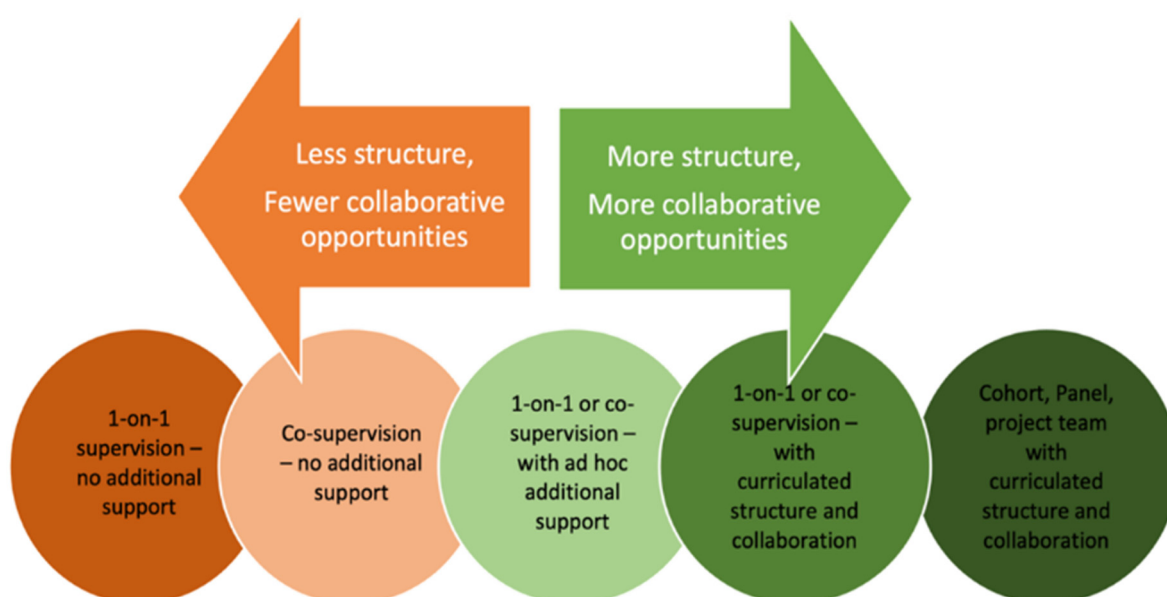 Less structure,
Fewer collaborative
opportunities
More structure,
More collaborative
opportunities
1-on-1
supervision –
no additional
support
Co-supervision
– no additional
support
1-on-1 or co-
supervision –
with ad hoc
additional
support
1-on-1 or co-
supervision –
with
curriculated
structure and
collaboration
Cohort, Panel,
project team
with
curriculated
structure and
collaboration